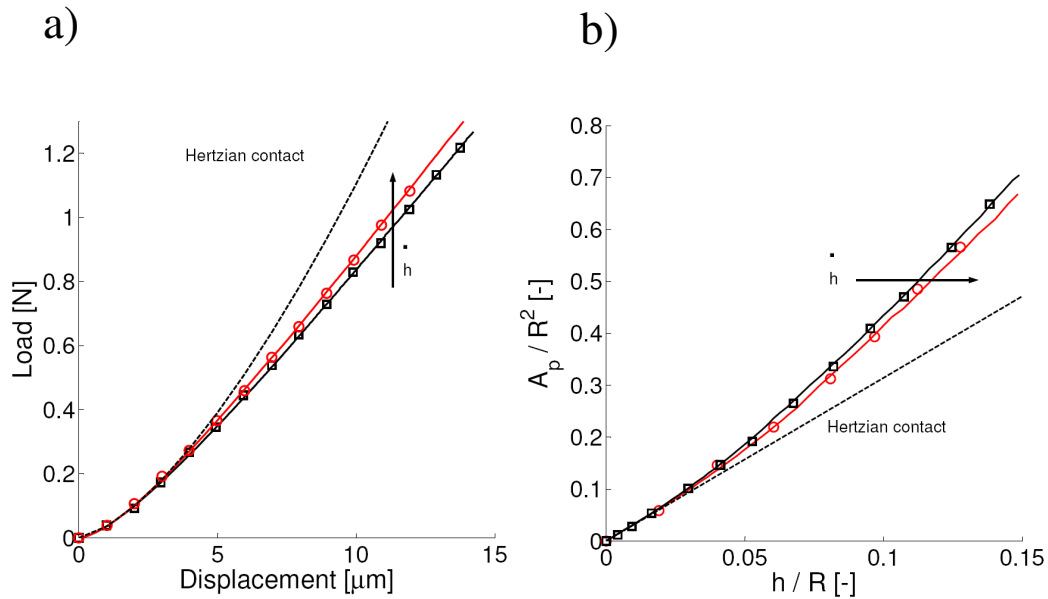 a)
Load [N]
1.2
1
0.8
0.6
0.4
0.2
0
0 5 10 15
Displacement [μm]
Hertzian contact
ḣ
b)
A_p / R^2 [-]
0.8
0.7
0.6
0.5
0.4
0.3
0.2
0.1
0
0 0.05 0.1 0.15
h / R [-]
ḣ
Hertzian contact